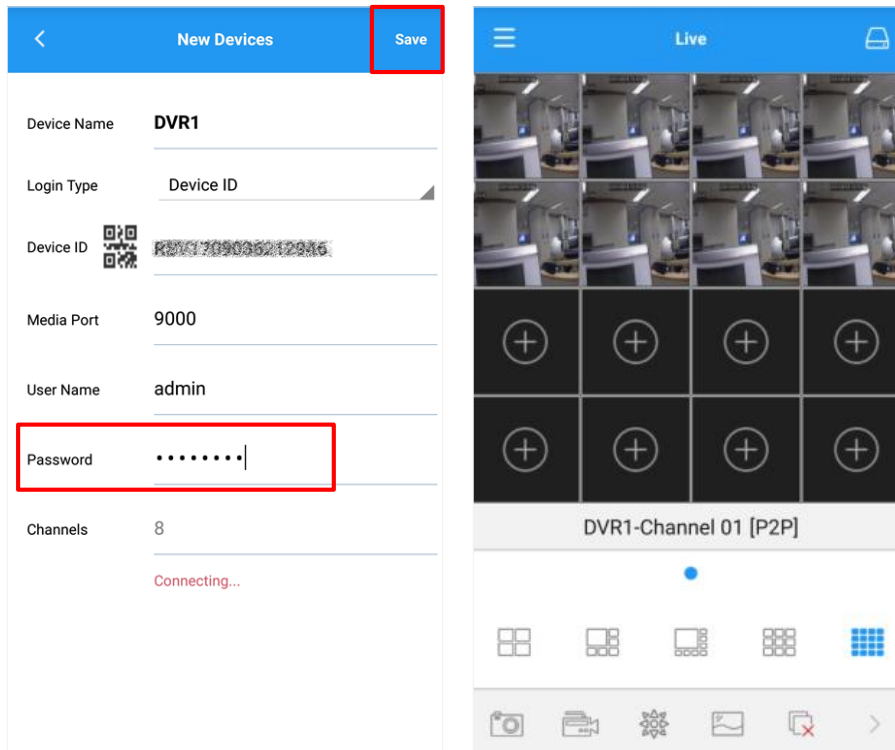 New Devices
Save
Device Name
DVR1
Login Type
Device ID
Device ID
Media Port
9000
User Name
admin
Password
••••••••
Channels
8
Connecting...
Live
DVR1-Channel 01 [P2P]